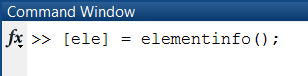 Command Window
fx >> [ele] = elementinfo();